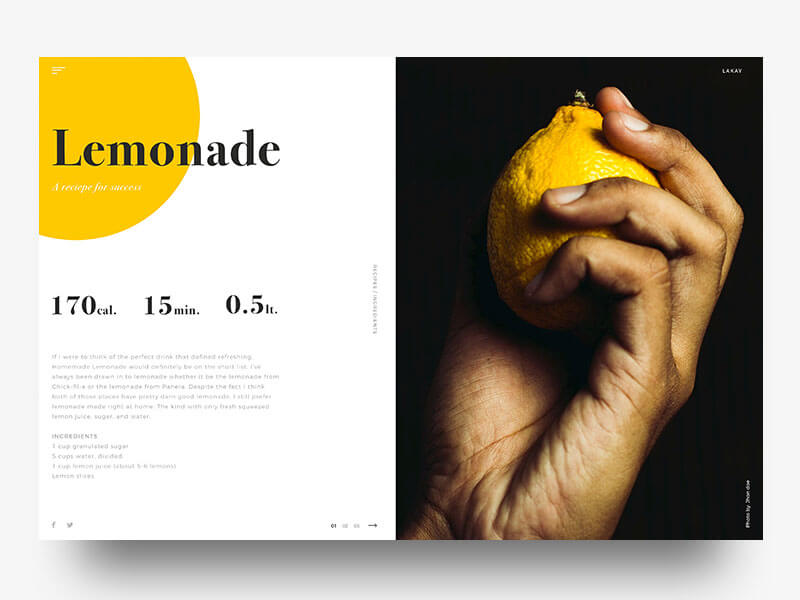 LAKAY
Lemonade
A reciepe for success
RECIPES / INGREDIENTS
170cal. 15min. 0.5lt.
If I were to think of the perfect drink that defined refreshing,
Homemade Lemonade would definitely be on the short list. I've
always been drawn in to lemonade whether it be the lemonade from
Chick-fil-a or the lemonade from Panera. Despite the fact I think
both of those places have pretty darn good lemonade, I still prefer
lemonade made right at home. The kind with only fresh squeezed
lemon juice, sugar, and water.
INGREDIENTS
1 cup granulated sugar
5 cups water, divided
1 cup lemon juice (about 5-6 lemons)
Lemon slices
01 02 03
Photo by: Jhon doe